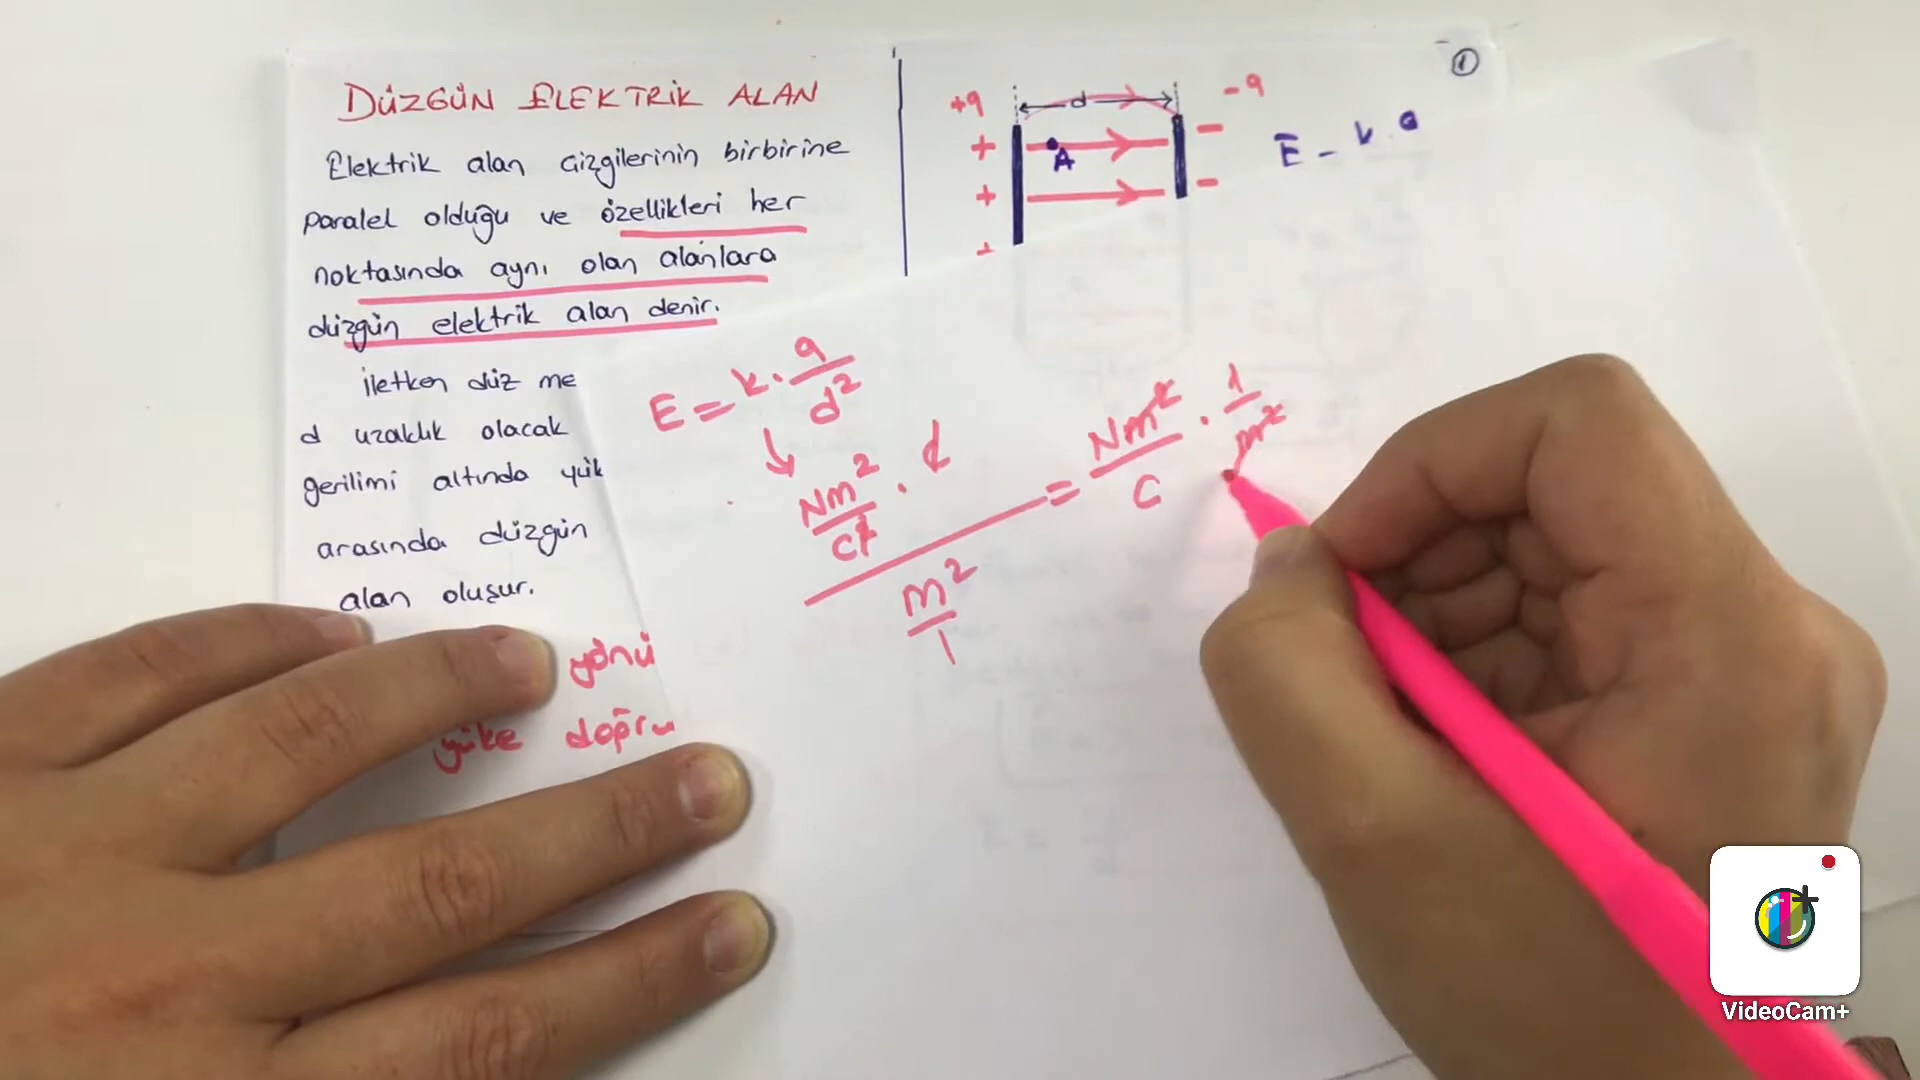 DÜZGÜN ELEKTRİK ALAN
Elektrik alan çizgilerinin birbirine
paralel olduğu ve özellikleri her
noktasında aynı olan alanlara
düzgün elektrik alan denir.
iletken düz
d uzaklık olacak
gerilimi altında
arasında düzgün
alan oluşur.
yönü
yüke doğru
1
+q d -q
+ A -
+ -
+
E = k . q
E = k . q / d²
Nm² / C² . C
m² / 1
= Nm² / C . 1 / m²
VideoCam+